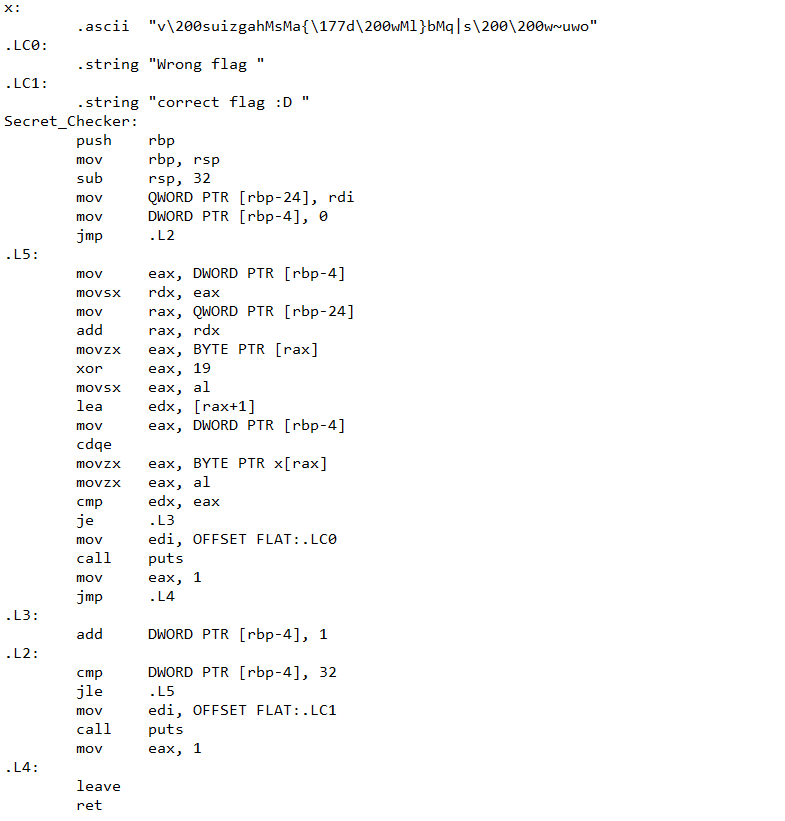 x:
        .ascii  "v\200suizgahMsMa{\177d\200wMl}bMq|s\200\200w~uwo"
.LC0:
        .string "Wrong flag "
.LC1:
        .string "correct flag :D "
Secret_Checker:
        push    rbp
        mov     rbp, rsp
        sub     rsp, 32
        mov     QWORD PTR [rbp-24], rdi
        mov     DWORD PTR [rbp-4], 0
        jmp     .L2
.L5:
        mov     eax, DWORD PTR [rbp-4]
        movsx   rdx, eax
        mov     rax, QWORD PTR [rbp-24]
        add     rax, rdx
        movzx   eax, BYTE PTR [rax]
        xor     eax, 19
        movsx   eax, al
        lea     edx, [rax+1]
        mov     eax, DWORD PTR [rbp-4]
        cdqe
        movzx   eax, BYTE PTR x[rax]
        movzx   eax, al
        cmp     edx, eax
        je      .L3
        mov     edi, OFFSET FLAT:.LC0
        call    puts
        mov     eax, 1
        jmp     .L4
.L3:
        add     DWORD PTR [rbp-4], 1
.L2:
        cmp     DWORD PTR [rbp-4], 32
        jle     .L5
        mov     edi, OFFSET FLAT:.LC1
        call    puts
        mov     eax, 1
.L4:
        leave
        ret